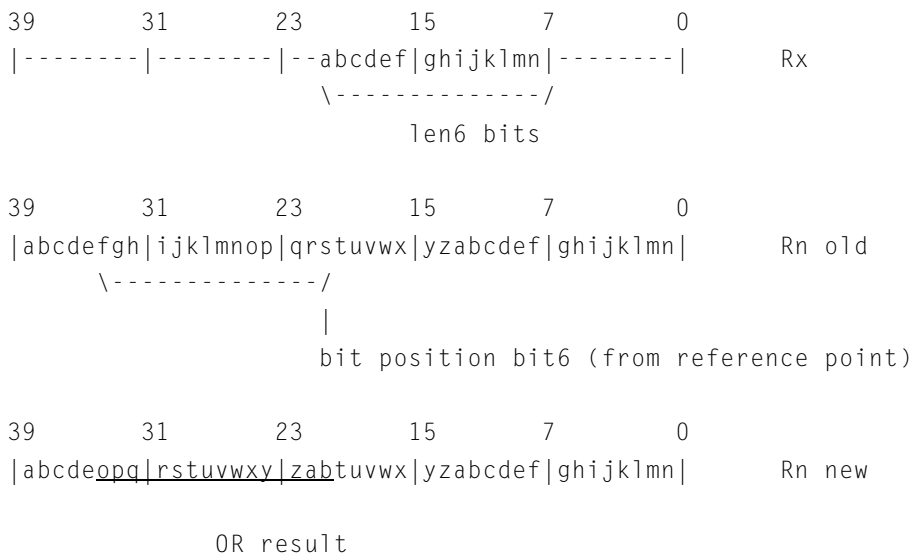 39 31 23 15 7 0
|--------|--------|--abcdef|ghijklmn|--------| Rx
\--------------/
len6 bits
39 31 23 15 7 0
|abcdefgh|ijklmnop|qrstuvwx|yzabcdef|ghijklmn| Rn old
\--------------/
|
bit position bit6 (from reference point)
39 31 23 15 7 0
|abcdeopq|rstuvwxy|zabtuvwx|yzabcdef|ghijklmn| Rn new
OR result